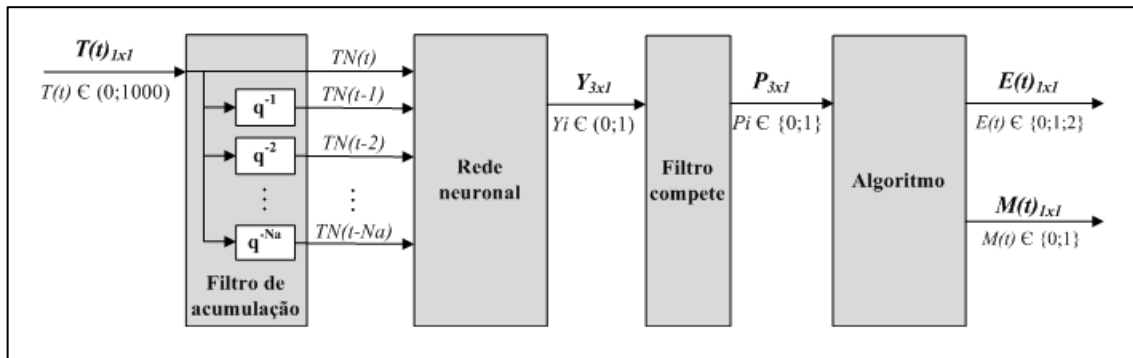 T(t)1x1
T(t) Є (0;1000)
q-1
q-2
q-Na
Filtro de
acumulação
TN(t)
TN(t-1)
TN(t-2)
TN(t-Na)
Rede
neuronal
Y3x1
Yi Є (0;1)
Filtro
compete
P3x1
Pi Є {0;1}
Algoritmo
E(t)1x1
E(t) Є {0;1;2}
M(t)1x1
M(t) Є {0;1}